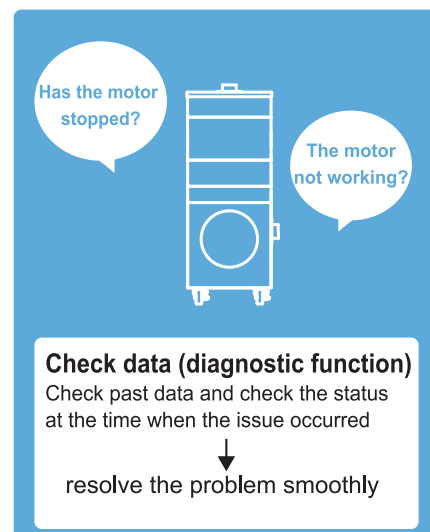 Has the motor
stopped?
The motor
not working?
Check data (diagnostic function)
Check past data and check the status
at the time when the issue occurred
resolve the problem smoothly